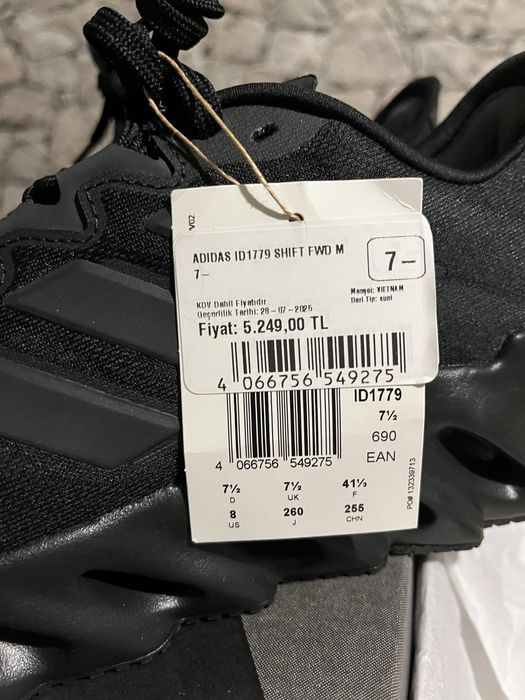 V02
ADIDAS ID1779 SHIFT FWD M
7-
7-
KDV Dahil Fiyatıdır
Geçerlilik Tarihi: 28-07-2025
Menşei: VIETNAM
Deri Tip: suni
Fiyat: 5.249,00 TL
4 066756 549275
ID1779
7½
690
EAN
4 066756 549275
7½ 7½ 41⅓
D UK F
8 260 255
US J CHN
PO# 132339713